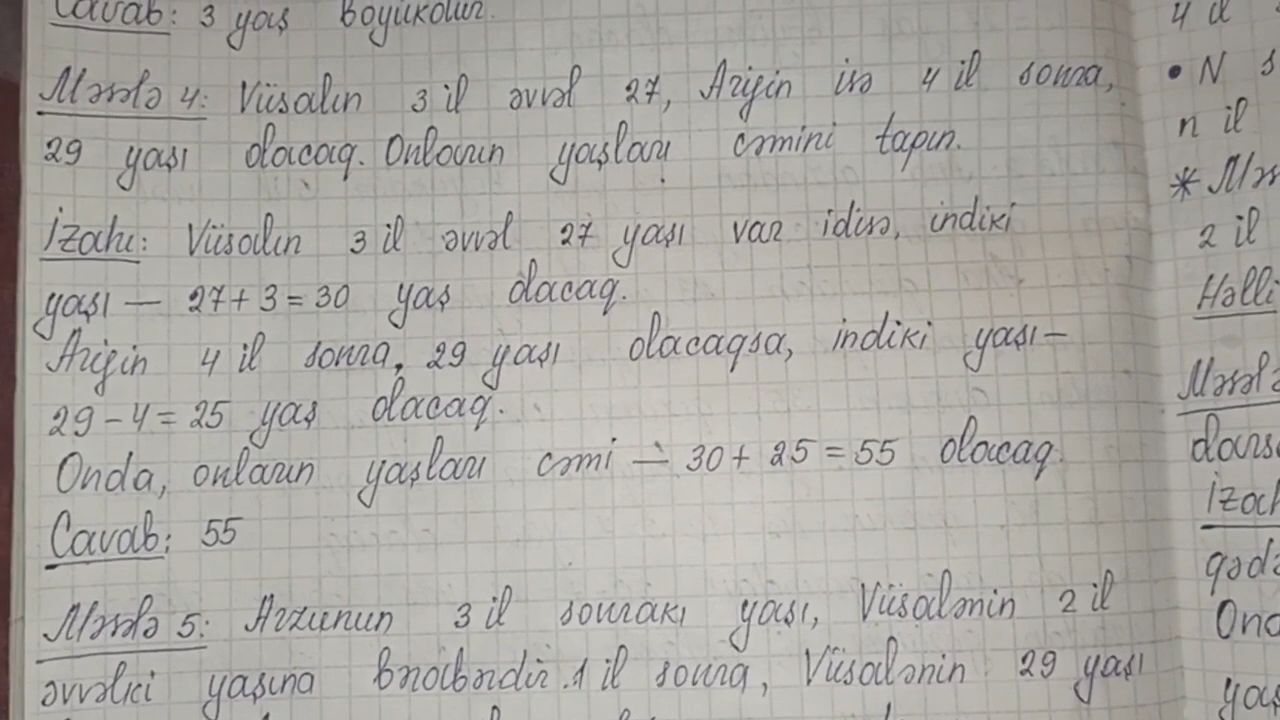 Cavab: 3 yaş böyükdür.
Məsələ 4: Vüsalın 3 il əvvəl 27, Arifin isə 4 il sonra,
29 yaşı olacaq. Onların yaşları cəmini tapın.
İzahı: Vüsalın 3 il əvvəl 27 yaşı var idisə, indiki
yaşı — 27+3=30 yaş olacaq.
Arifin 4 il sonra, 29 yaşı olacaqsa, indiki yaşı —
29-4=25 yaş olacaq.
Onda, onların yaşları cəmi — 30+25=55 olacaq.
Cavab: 55
Məsələ 5: Arzunun 3 il sonrakı yaşı, Vüsalənin 2 il
əvvəlki yaşına bərabərdir. 1 il sonra, Vüsalənin 29 yaşı
4 il
• N
n il
*
2 il
Həlli